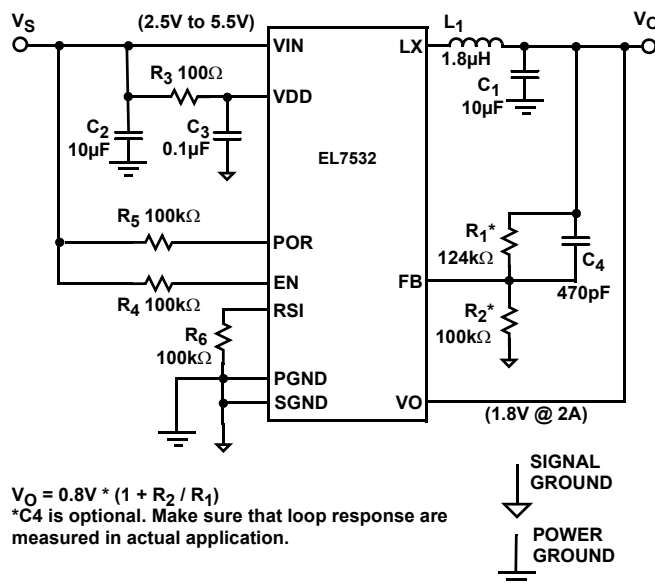 VS (2.5V to 5.5V) L1 VO
VIN LX
1.8µH
R3 100Ω C1
10µF
VDD
C2 C3
10µF 0.1µF
EL7532
R5 100kΩ
POR
R1*
124kΩ
C4
470pF
EN
FB
R4 100kΩ
RSI
R2*
100kΩ
R6
100kΩ
PGND
SGND VO
(1.8V @ 2A)
SIGNAL
GROUND
VO = 0.8V * (1 + R2 / R1)
*C4 is optional. Make sure that loop response are
measured in actual application.
POWER
GROUND